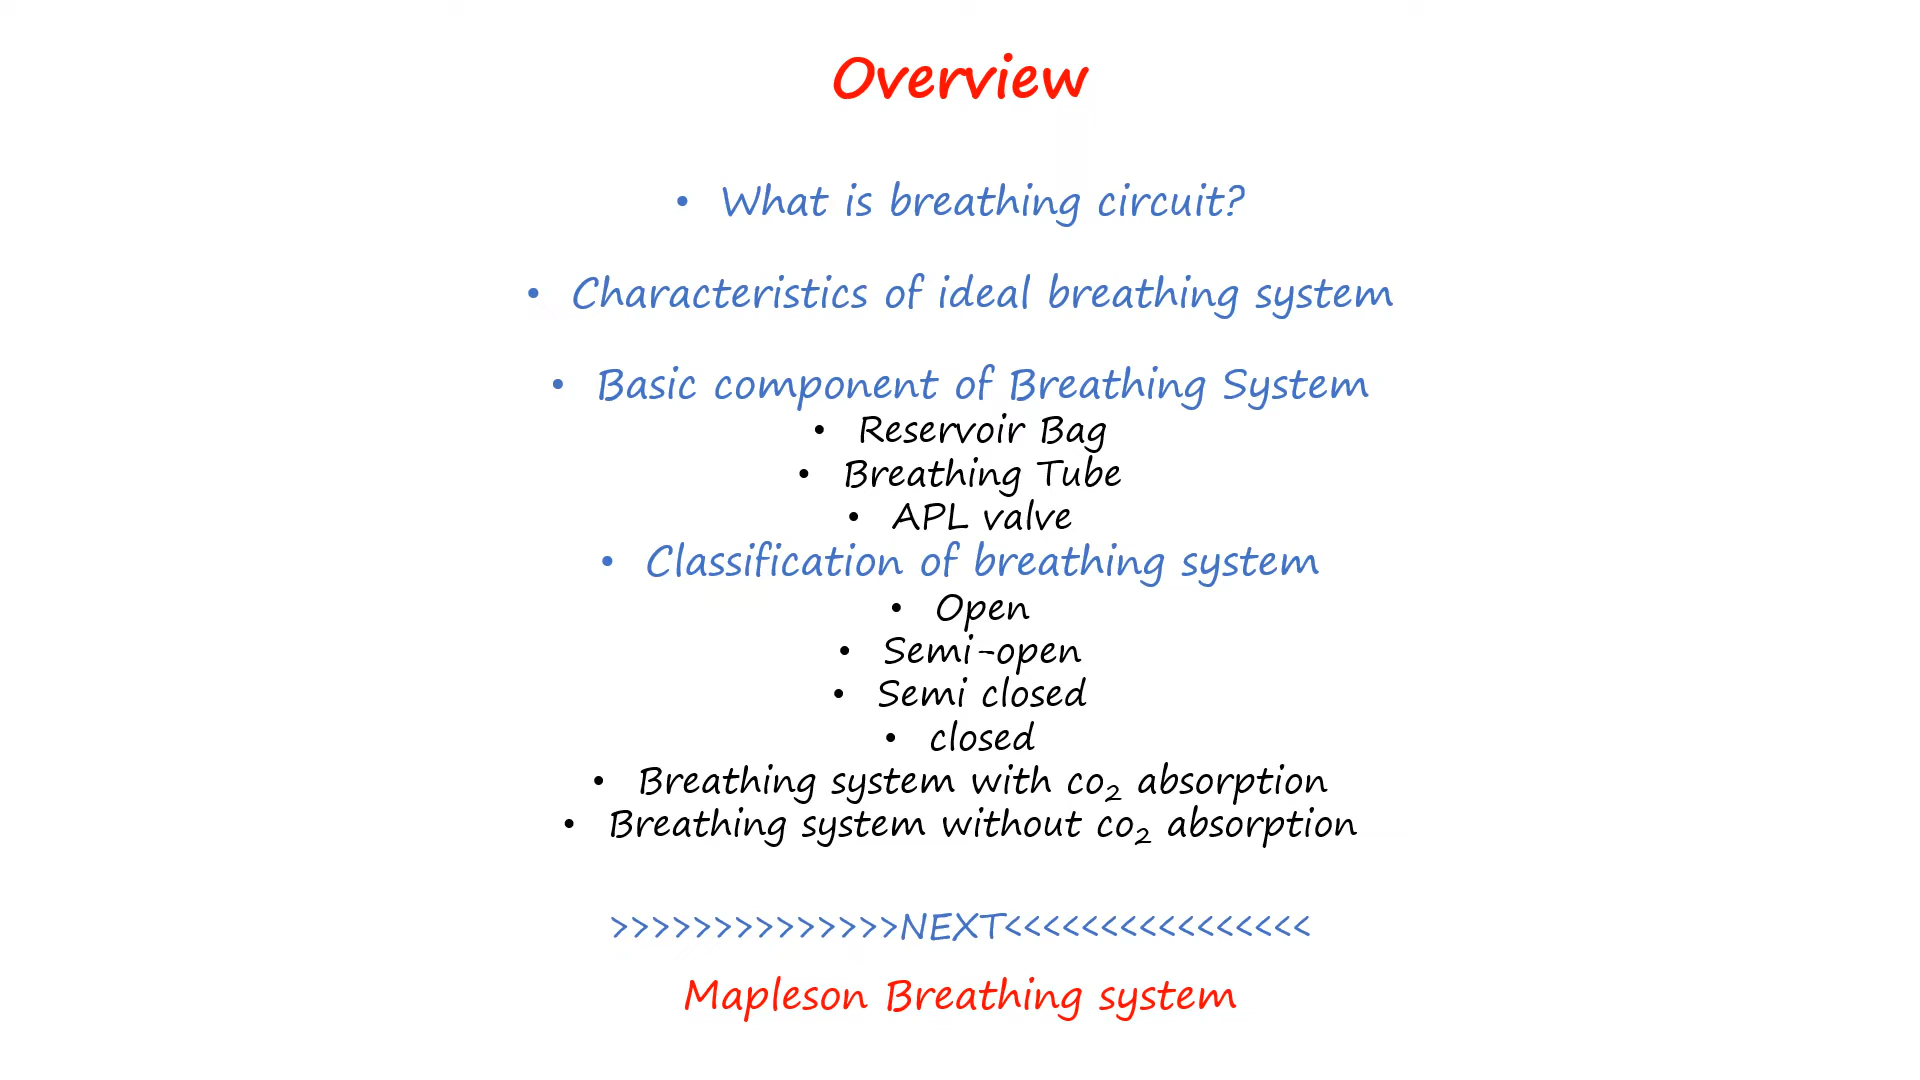 Overview
• What is breathing circuit?
• Characteristics of ideal breathing system
• Basic component of Breathing System
• Reservoir Bag
• Breathing Tube
• APL valve
• Classification of breathing system
• Open
• Semi-open
• Semi closed
• closed
• Breathing system with co₂ absorption
• Breathing system without co₂ absorption
>>>>>>>>>>>>>>NEXT<<<<<<<<<<<<<<<<
Mapleson Breathing system